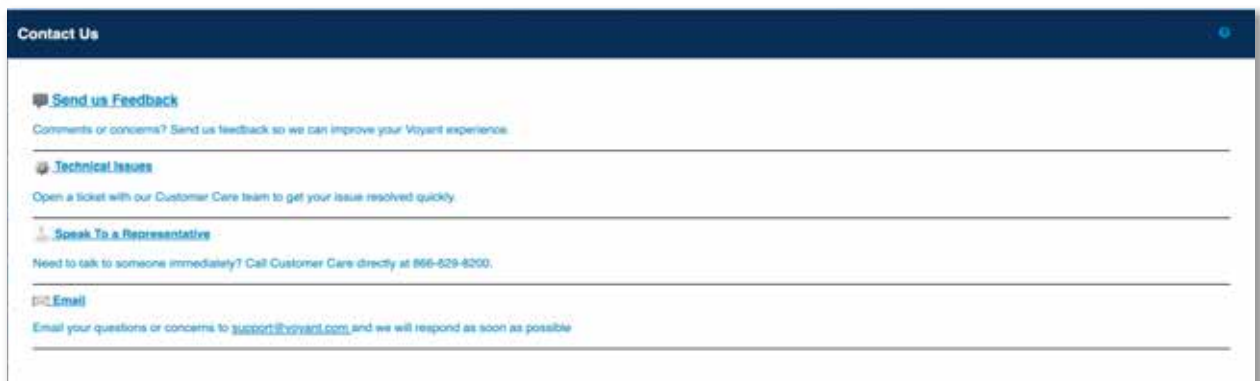 Contact Us
Send us Feedback
Comments or concerns? Send us feedback so we can improve your Voyant experience.
Technical Issues
Open a ticket with our Customer Care team to get your issue resolved quickly.
Speak To a Representative
Need to talk to someone immediately? Call Customer Care directly at 866-829-8200.
Email
Email your questions or concerns to support@voyant.com and we will respond as soon as possible